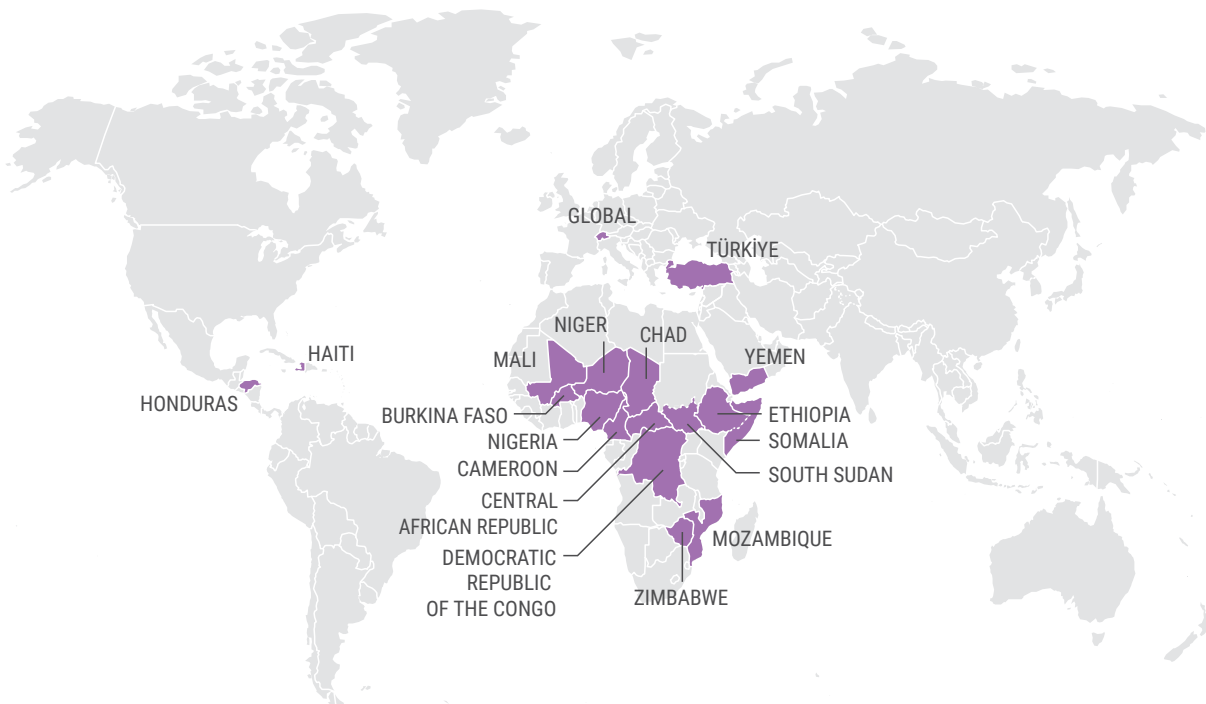 GLOBAL
TÜRKİYE
NIGER
CHAD
HAITI
MALI
YEMEN
HONDURAS
BURKINA FASO
ETHIOPIA
NIGERIA
SOMALIA
CAMEROON
SOUTH SUDAN
CENTRAL
AFRICAN REPUBLIC
MOZAMBIQUE
DEMOCRATIC
REPUBLIC
OF THE CONGO
ZIMBABWE